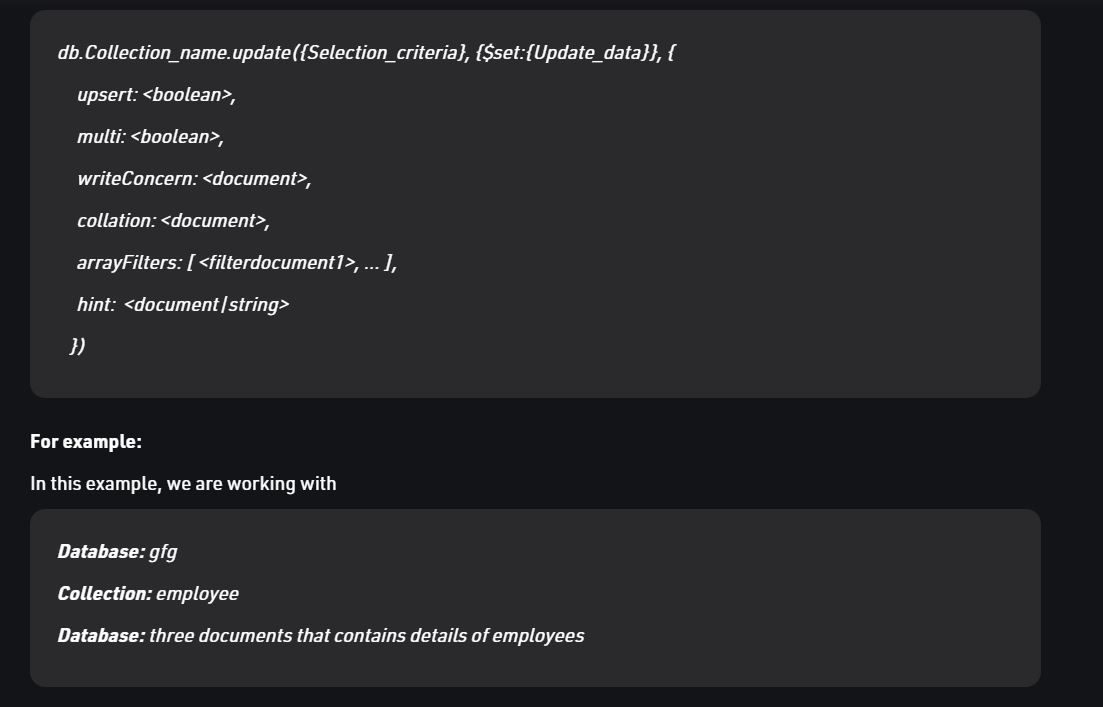 db.Collection_name.update({Selection_criteria}, {$set:{Update_data}}, {
upsert: <boolean>,
multi: <boolean>,
writeConcern: <document>,
collation: <document>,
arrayFilters: [ <filterdocument1>, ... ],
hint:  <document|string>
})
For example:
In this example, we are working with
Database: gfg
Collection: employee
Database: three documents that contains details of employees